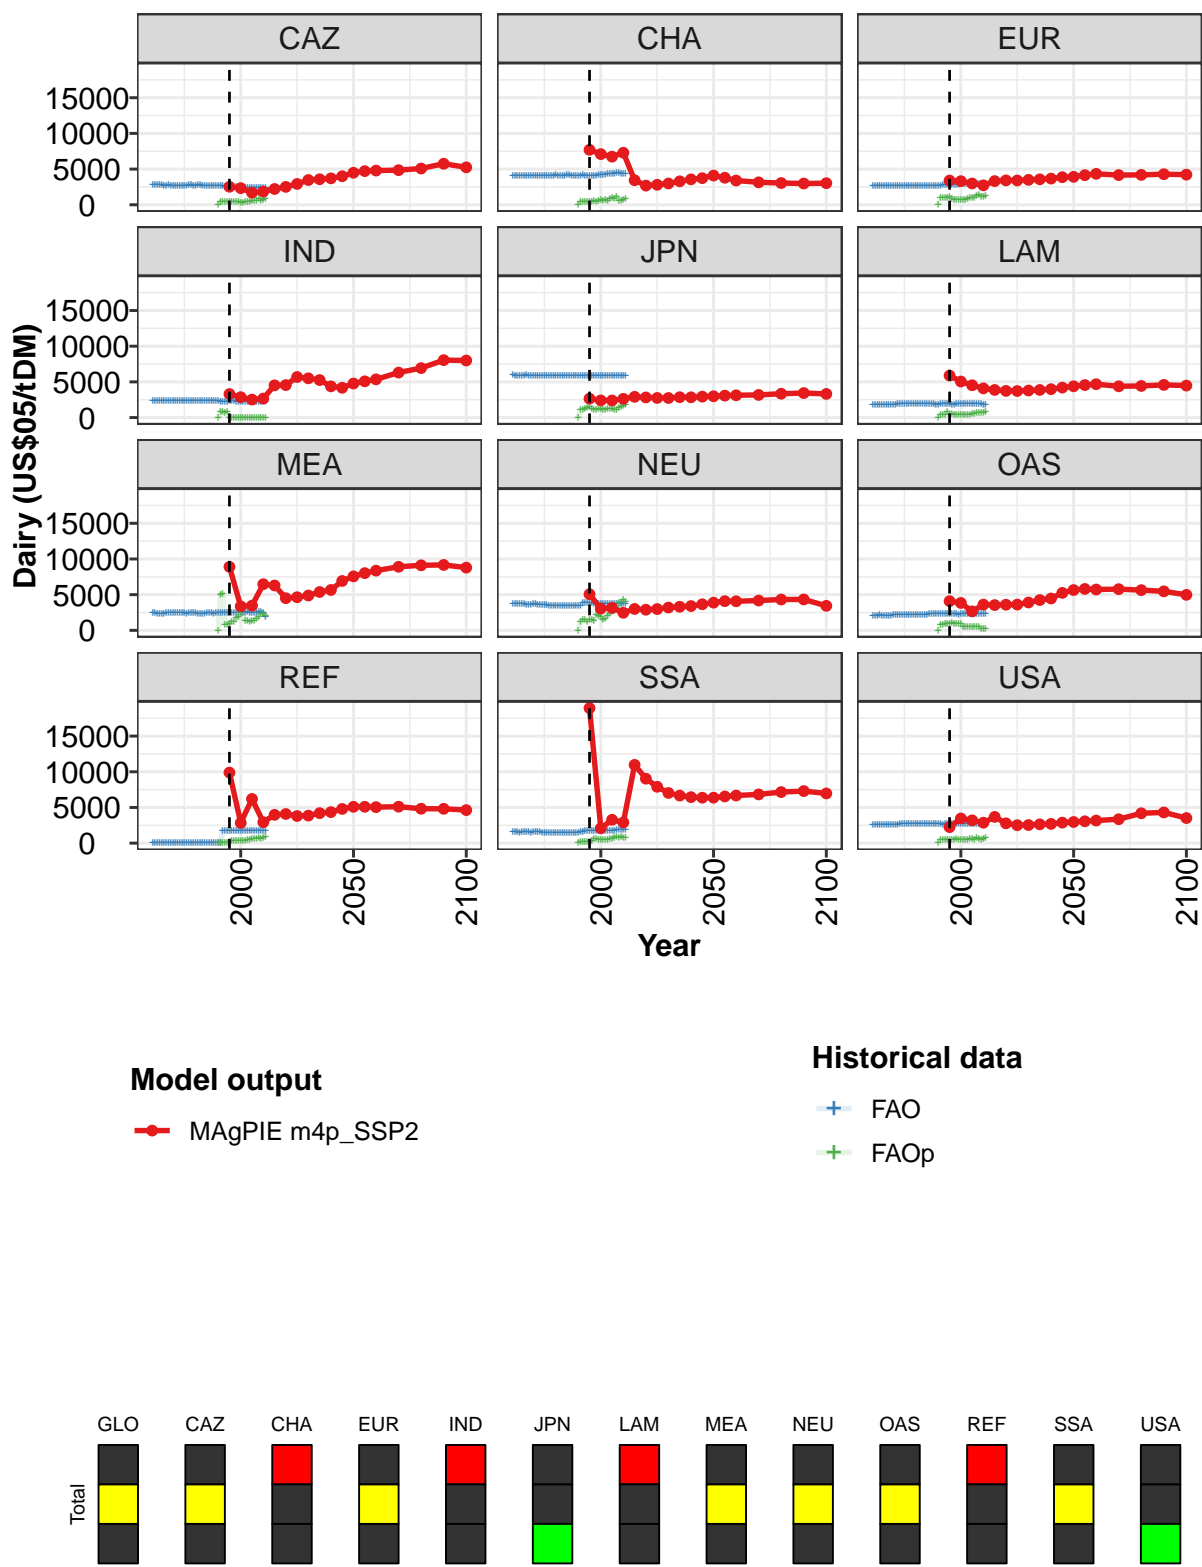 CAZ CHA EUR
15000
10000
5000
0
IND JPN LAM
15000
10000
5000
0
MEA NEU OAS
15000
10000
5000
0
REF SSA USA
15000
10000
5000
0
Dairy (US$05/tDM)
2000 2050 2100 2000 2050 2100 2000 2050 2100
Year
Model output
MAgPIE m4p_SSP2
Historical data
FAO
FAOp
GLO CAZ CHA EUR IND JPN LAM MEA NEU OAS REF SSA USA
Total